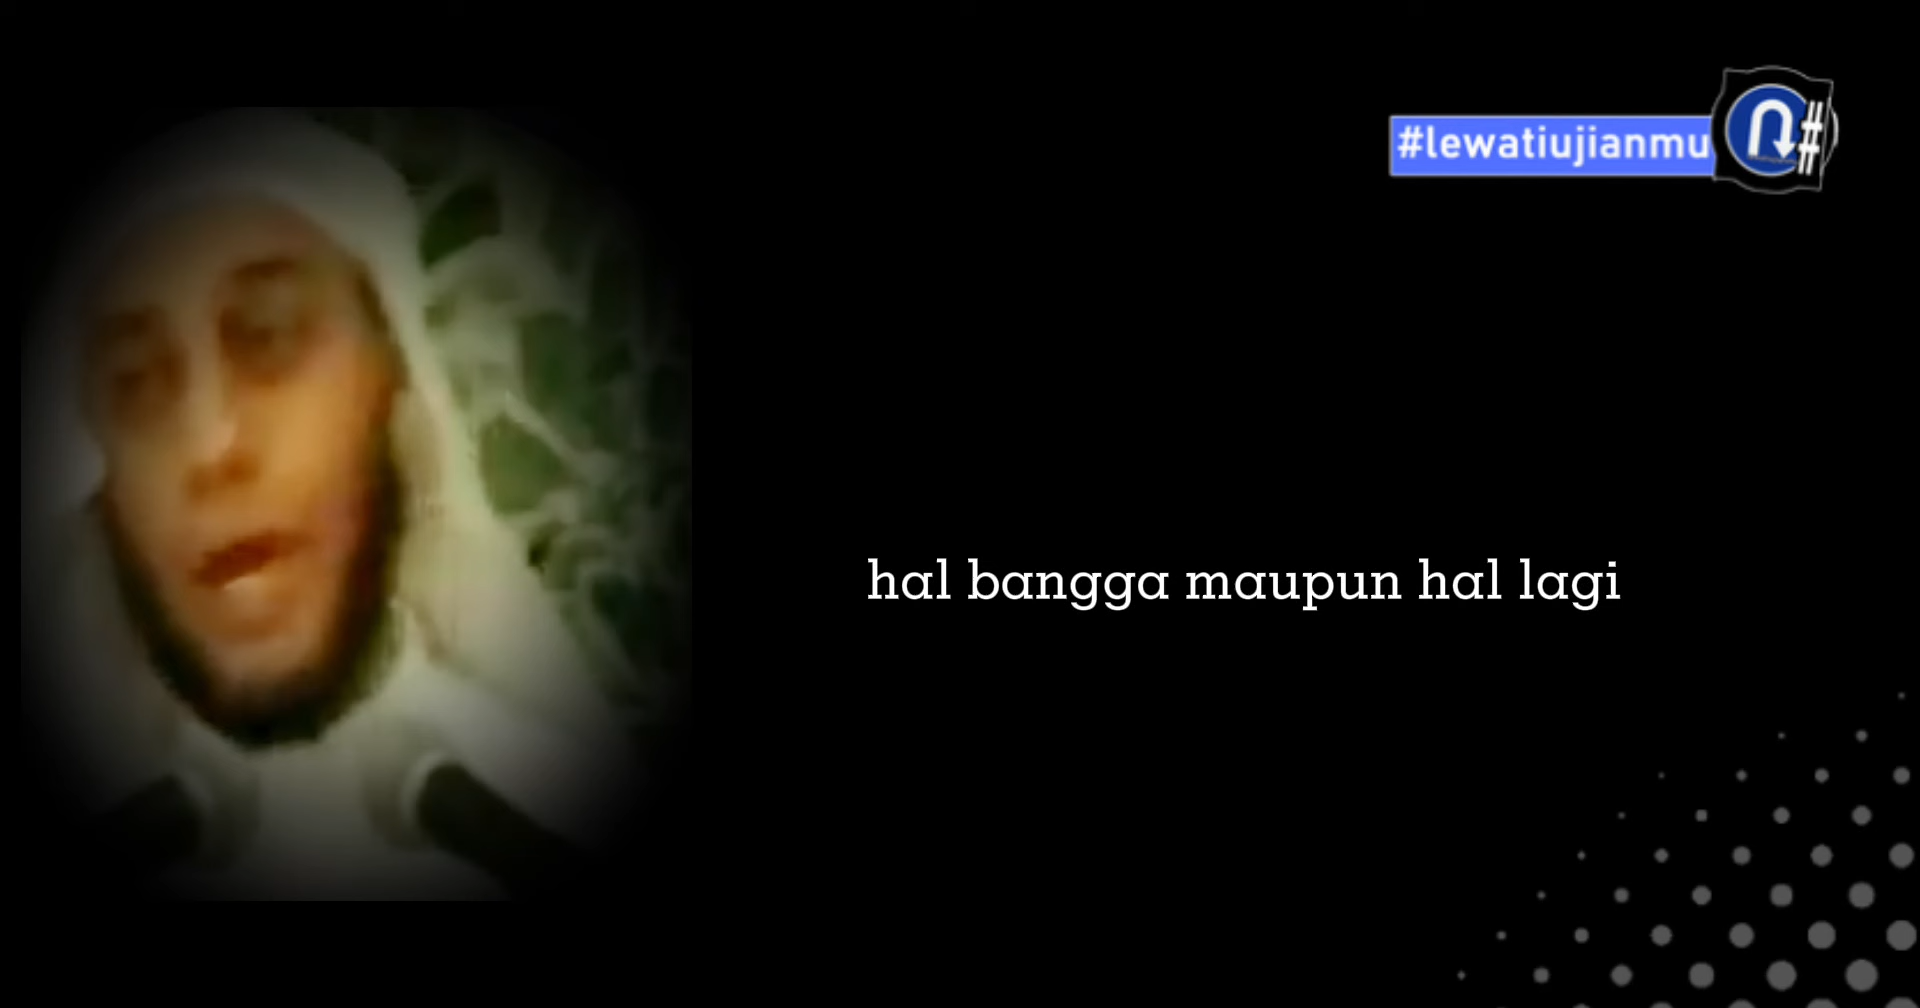 #lewatiujianmu
#
hal bangga maupun hal lagi